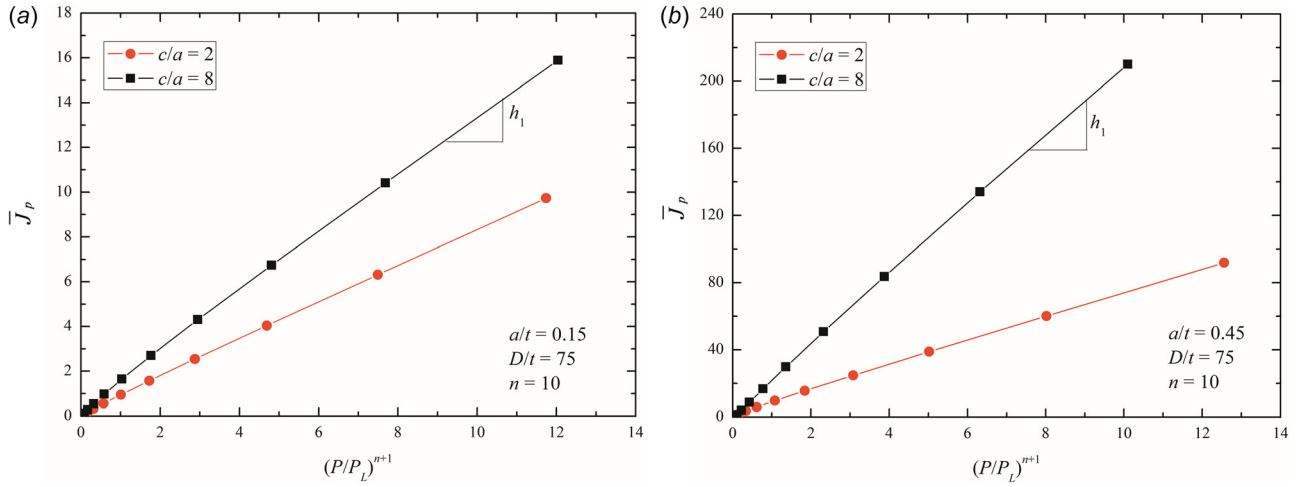 (a)
18
16
14
12
10
8
6
4
2
0
J̅p
c/a = 2
c/a = 8
h1
a/t = 0.15
D/t = 75
n = 10
0 2 4 6 8 10 12 14
(P/PL)^n+1
(b)
240
200
160
120
80
40
0
J̅p
c/a = 2
c/a = 8
h1
a/t = 0.45
D/t = 75
n = 10
0 2 4 6 8 10 12 14
(P/PL)^n+1